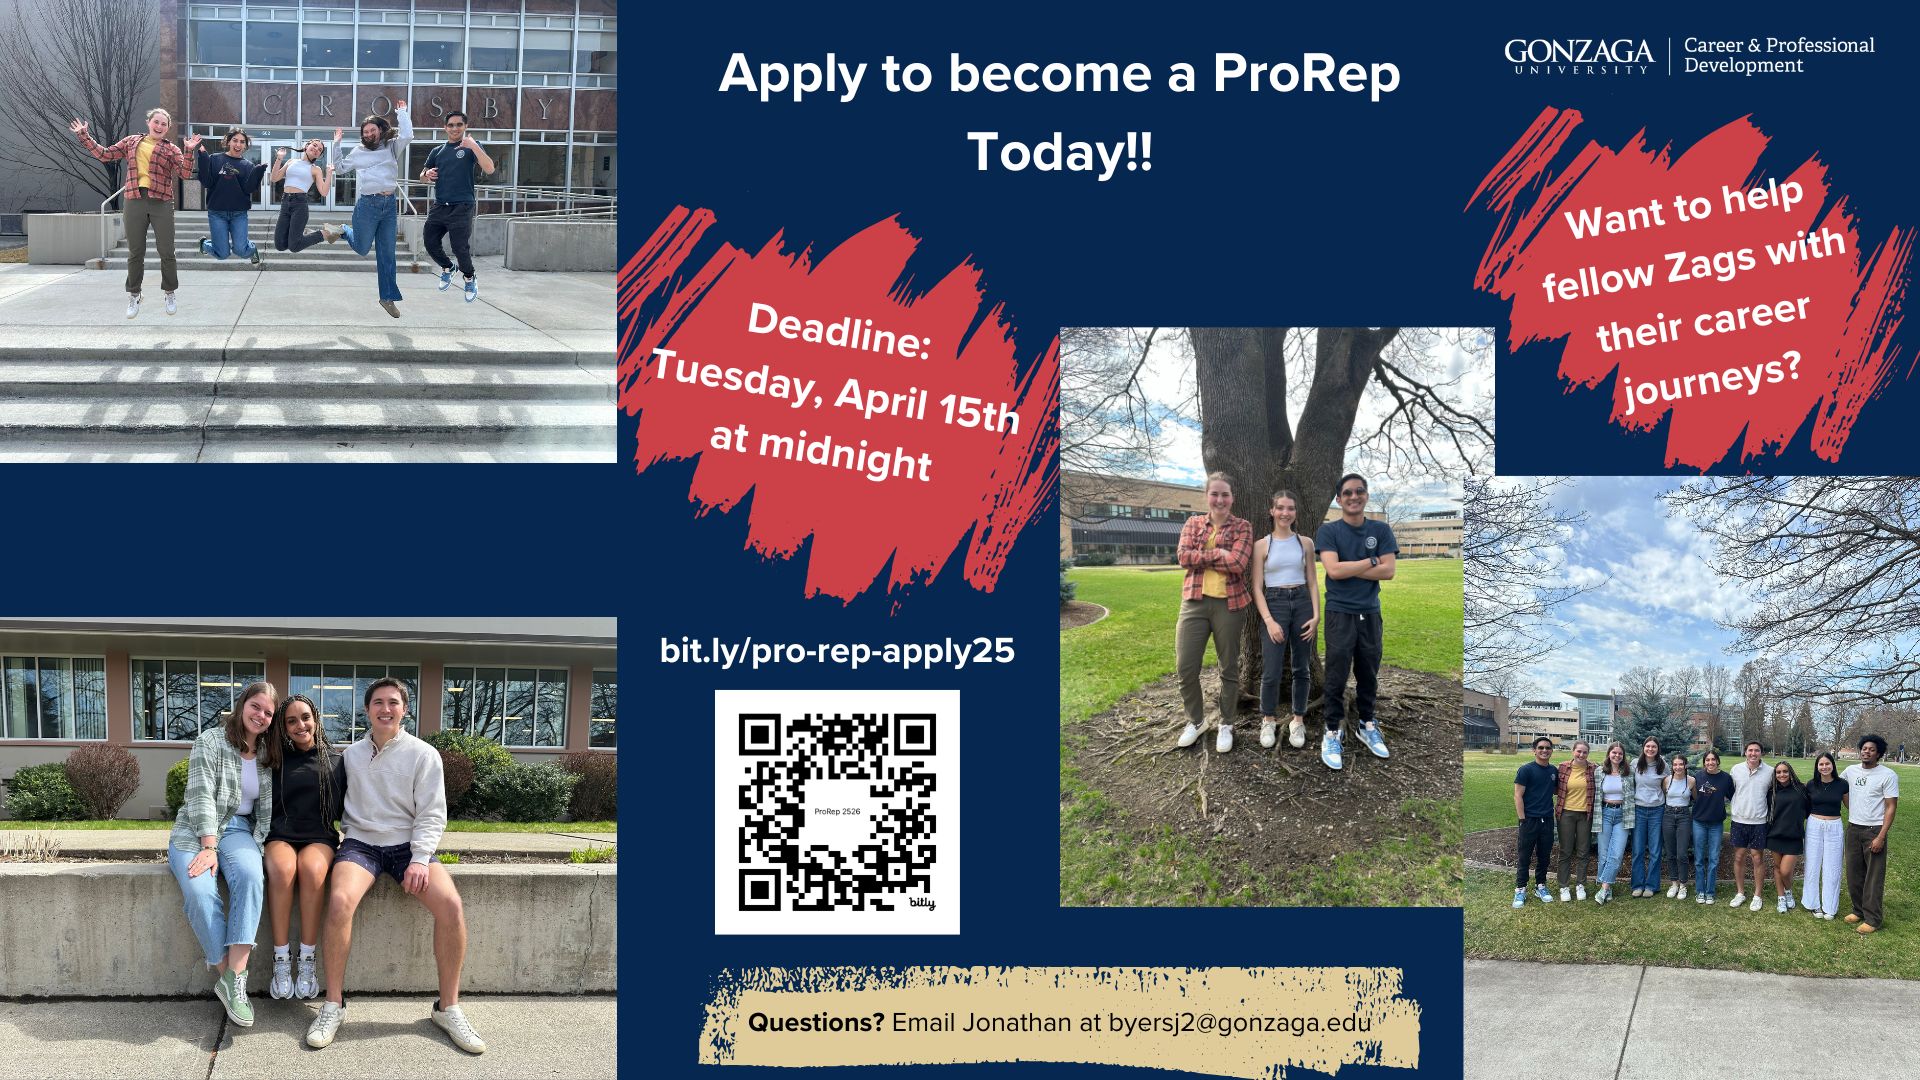 Apply to become a ProRep
Today!!
GONZAGA
UNIVERSITY
Career & Professional
Development
Want to help
fellow Zags with
their career
journeys?
CROSBY
502
Deadline:
Tuesday, April 15th
at midnight
bit.ly/pro-rep-apply25
ProRep 2526
bitly
Questions? Email Jonathan at byersj2@gonzaga.edu